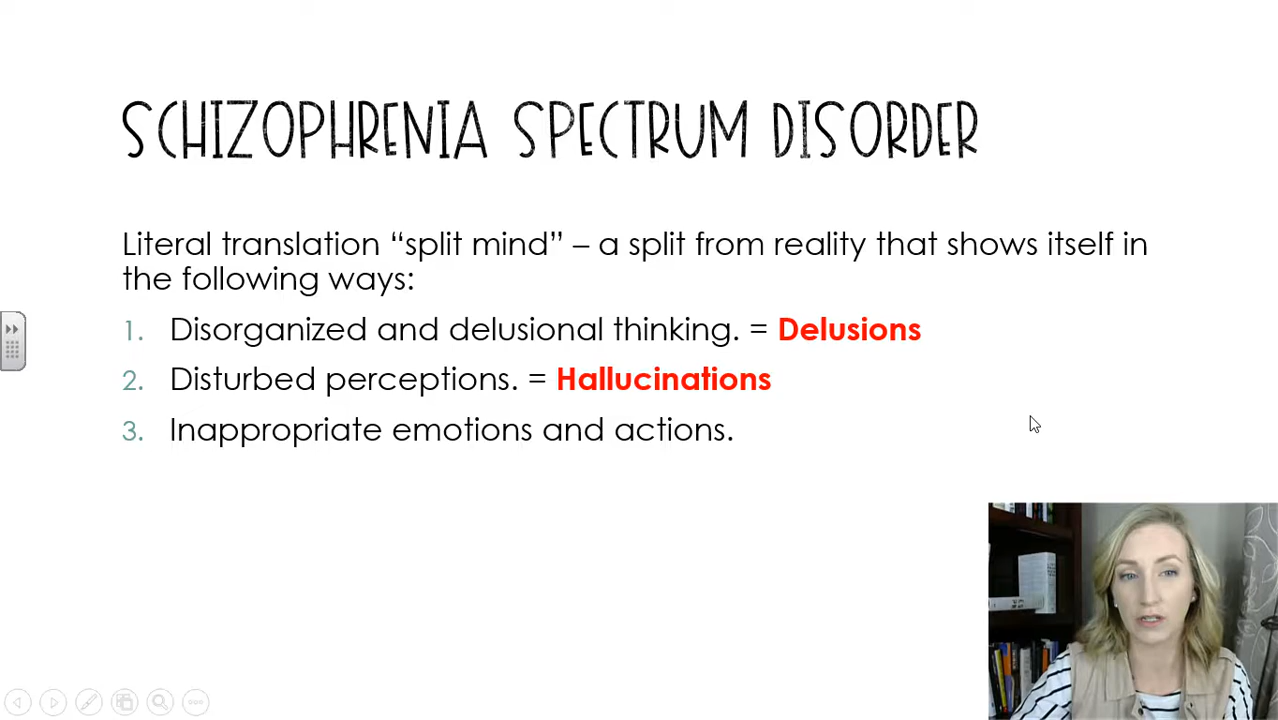 SCHIZOPHRENIA SPECTRUM DISORDER
Literal translation “split mind” – a split from reality that shows itself in
the following ways:
1. Disorganized and delusional thinking. = Delusions
2. Disturbed perceptions. = Hallucinations
3. Inappropriate emotions and actions.